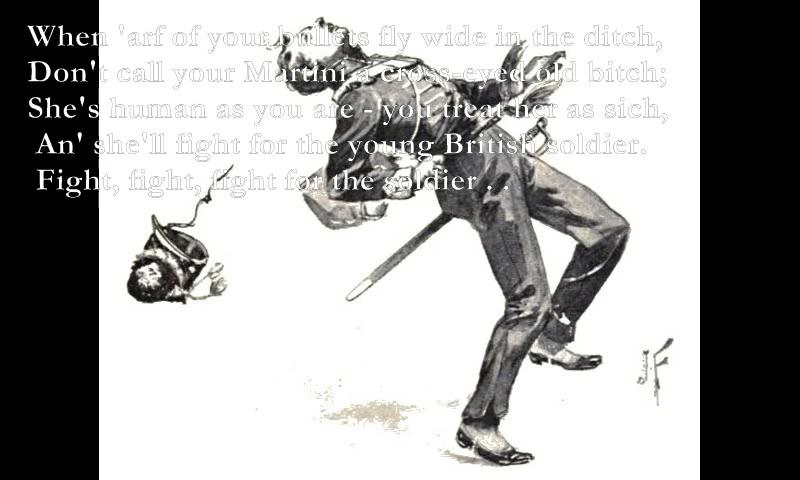 When 'arf of your bullets fly wide in the ditch,
Don't call your Martini a cross-eyed old bitch;
She's human as you are - you treat her as sich,
An' she'll fight for the young British soldier.
Fight, fight, fight for the soldier . .